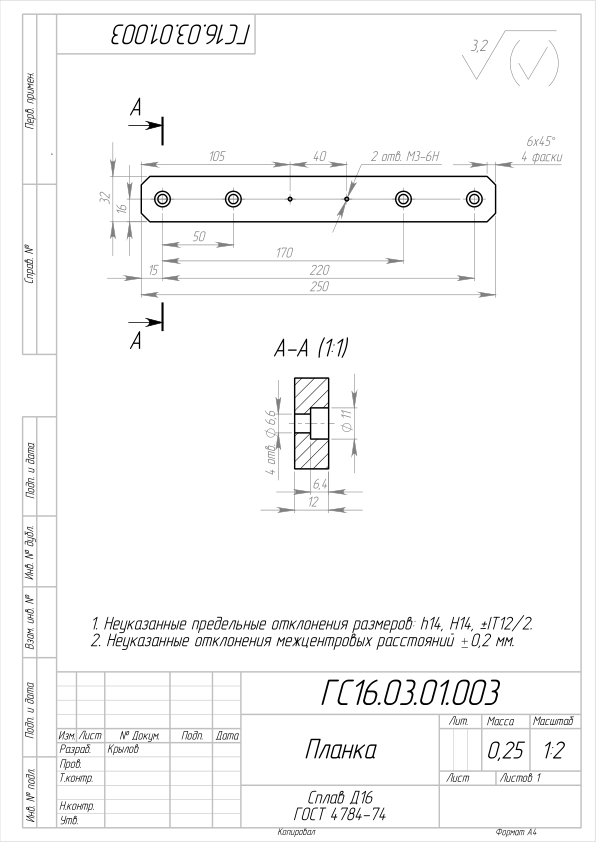 ГС16.03.01.003
3,2
A
105
40
2 отв. М3-6Н
6х45°
4 фаски
32
16
50
170
15
220
250
A
А-А (1:1)
4 отв. Ø 6,6
Ø 11
6,4
12
1. Неуказанные предельные отклонения размеров: h14, H14, ±IT12/2.
2. Неуказанные отклонения межцентровых расстояний ±0,2 мм.
Перв. примен.
Справ. №
Подп. и дата
Инв. № дубл.
Взам. инв. №
Подп. и дата
Инв. № подл.
ГС16.03.01.003
Изм. Лист № Докум. Подп. Дата
Разраб. Крылов
Пров.
Т.контр.
Н.контр.
Утв.
Планка
Лит. Масса Масштаб
0,25 1:2
Лист Листов 1
Сплав Д16
ГОСТ 4784-74
Копировал Формат А4